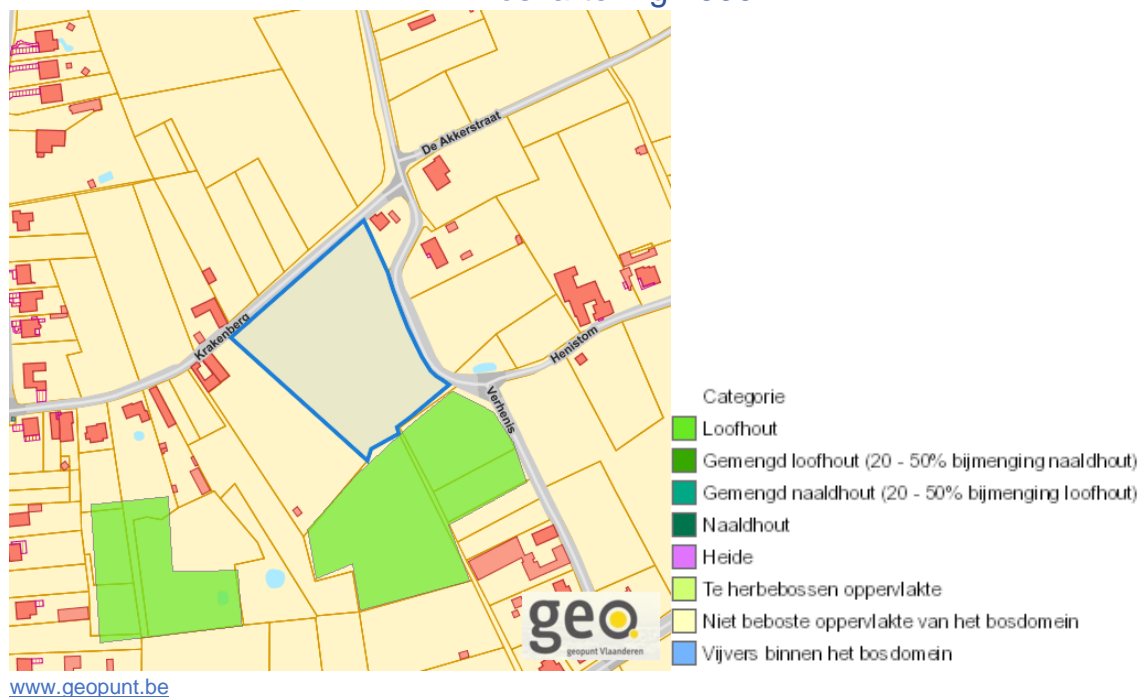 De Akkerstraat
Krakenberg
Henistom
Verhenis
geo
geopunt Vlaanderen
Categorie
Loofhout
Gemengd loofhout (20 - 50% bijmenging naaldhout)
Gemengd naaldhout (20 - 50% bijmenging loofhout)
Naaldhout
Heide
Te herbebossen oppervlakte
Niet beboste oppervlakte van het bosdomein
Vijvers binnen het bosdomein
www.geopunt.be